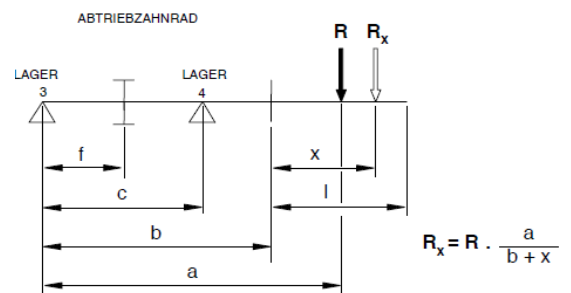 ABTRIEBZAHNRAD
R Rx
LAGER LAGER
3 4
f
x
c
l
b
a
Rx = R . a / b + x